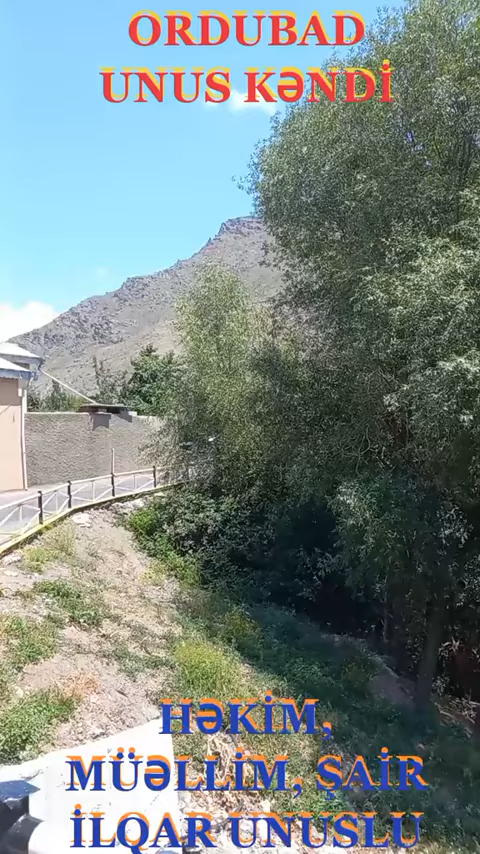 ORDUBAD
UNUS KƏNDİ
HƏKİM,
MÜƏLLİM, ŞAİR
İLQAR UNUSLU